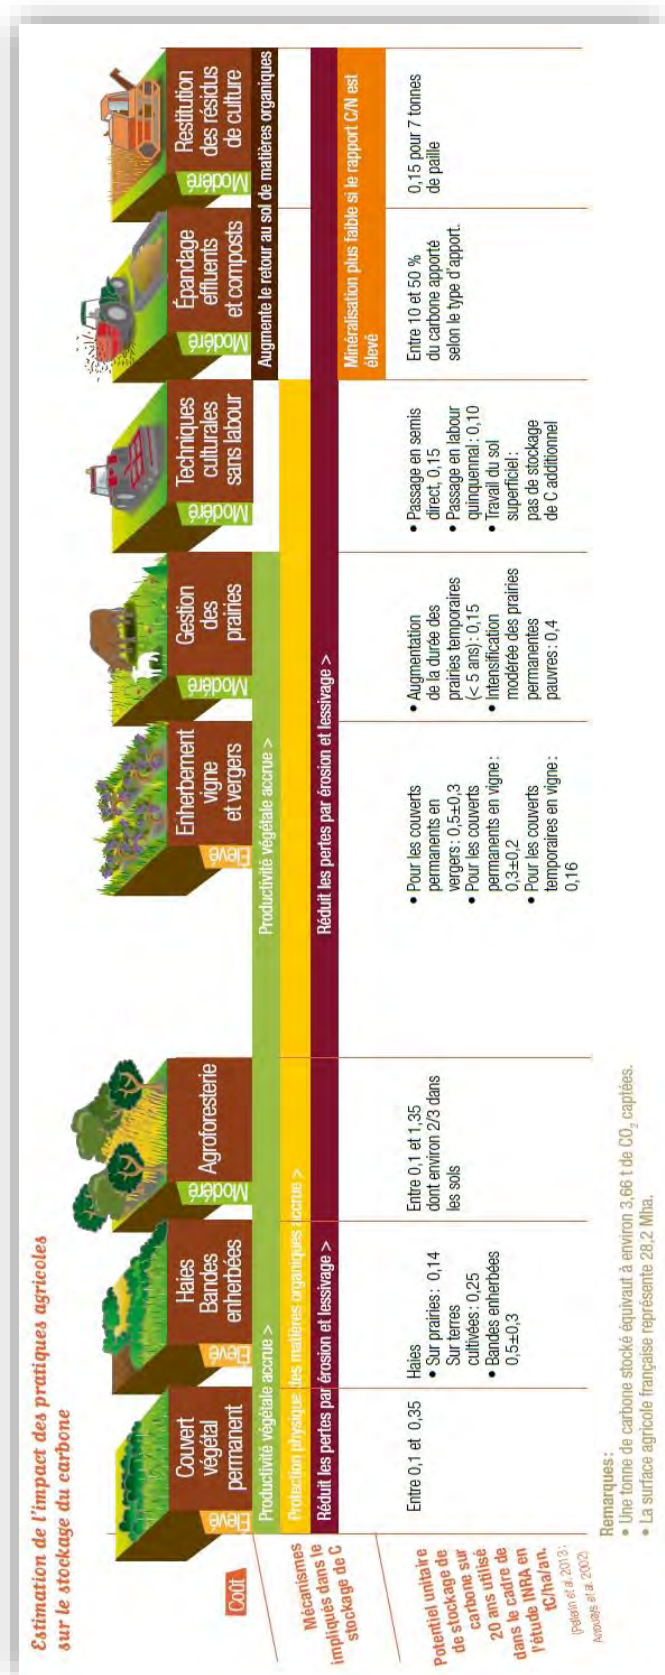 Estimation de l'impact des pratiques agricoles
sur le stockage du carbone
Coût
Élevé
Couvert
végétal
permanent
Élevé
Haies
Bandes
enherbées
Modéré
Agroforesterie
Élevé
Enherbement
vigne
et vergers
Modéré
Gestion
des
prairies
Modéré
Techniques
culturales
sans labour
Modéré
Épandage
effluents
et composts
Modéré
Restitution
des résidus
de culture
Mécanismes
impliqués dans le
stockage de C
Productivité végétale accrue >
Productivité végétale accrue >
Augmente le retour au sol de matières organiques
Protection physique des matières organiques accrue >
Réduit les pertes par érosion et lessivage >
Réduit les pertes par érosion et lessivage >
Minéralisation plus faible si le rapport C/N est
élevé
Potentiel unitaire
de stockage de
carbone sur
20 ans utilisé
dans le cadre de
l'étude INRA en
tC/ha/an.
(Pellerin et al. 2013 ;
Arrouays et al. 2002)
Entre 0,1 et 0,35
Haies
• Sur prairies : 0,14
Sur terres
cultivées : 0,25
• Bandes enherbées
0,5±0,3
Entre 0,1 et 1,35
dont environ 2/3 dans
les sols
• Pour les couverts
permanents en
vergers : 0,5±0,3
• Pour les couverts
permanents en vigne :
0,3±0,2
• Pour les couverts
temporaires en vigne :
0,16
• Augmentation
de la durée des
prairies temporaires
(< 5 ans) : 0,15
• Intensification
modérée des prairies
permanentes
pauvres : 0,4
• Passage en semis
direct, 0,15
• Passage en labour
quinquennal : 0,10
• Travail du sol
superficiel :
pas de stockage
de C additionnel
Entre 10 et 50 %
du carbone apporté
selon le type d'apport.
0,15 pour 7 tonnes
de paille
Remarques :
• Une tonne de carbone stocké équivaut à environ 3,66 t de CO₂ captées.
• La surface agricole française représente 28,2 Mha.